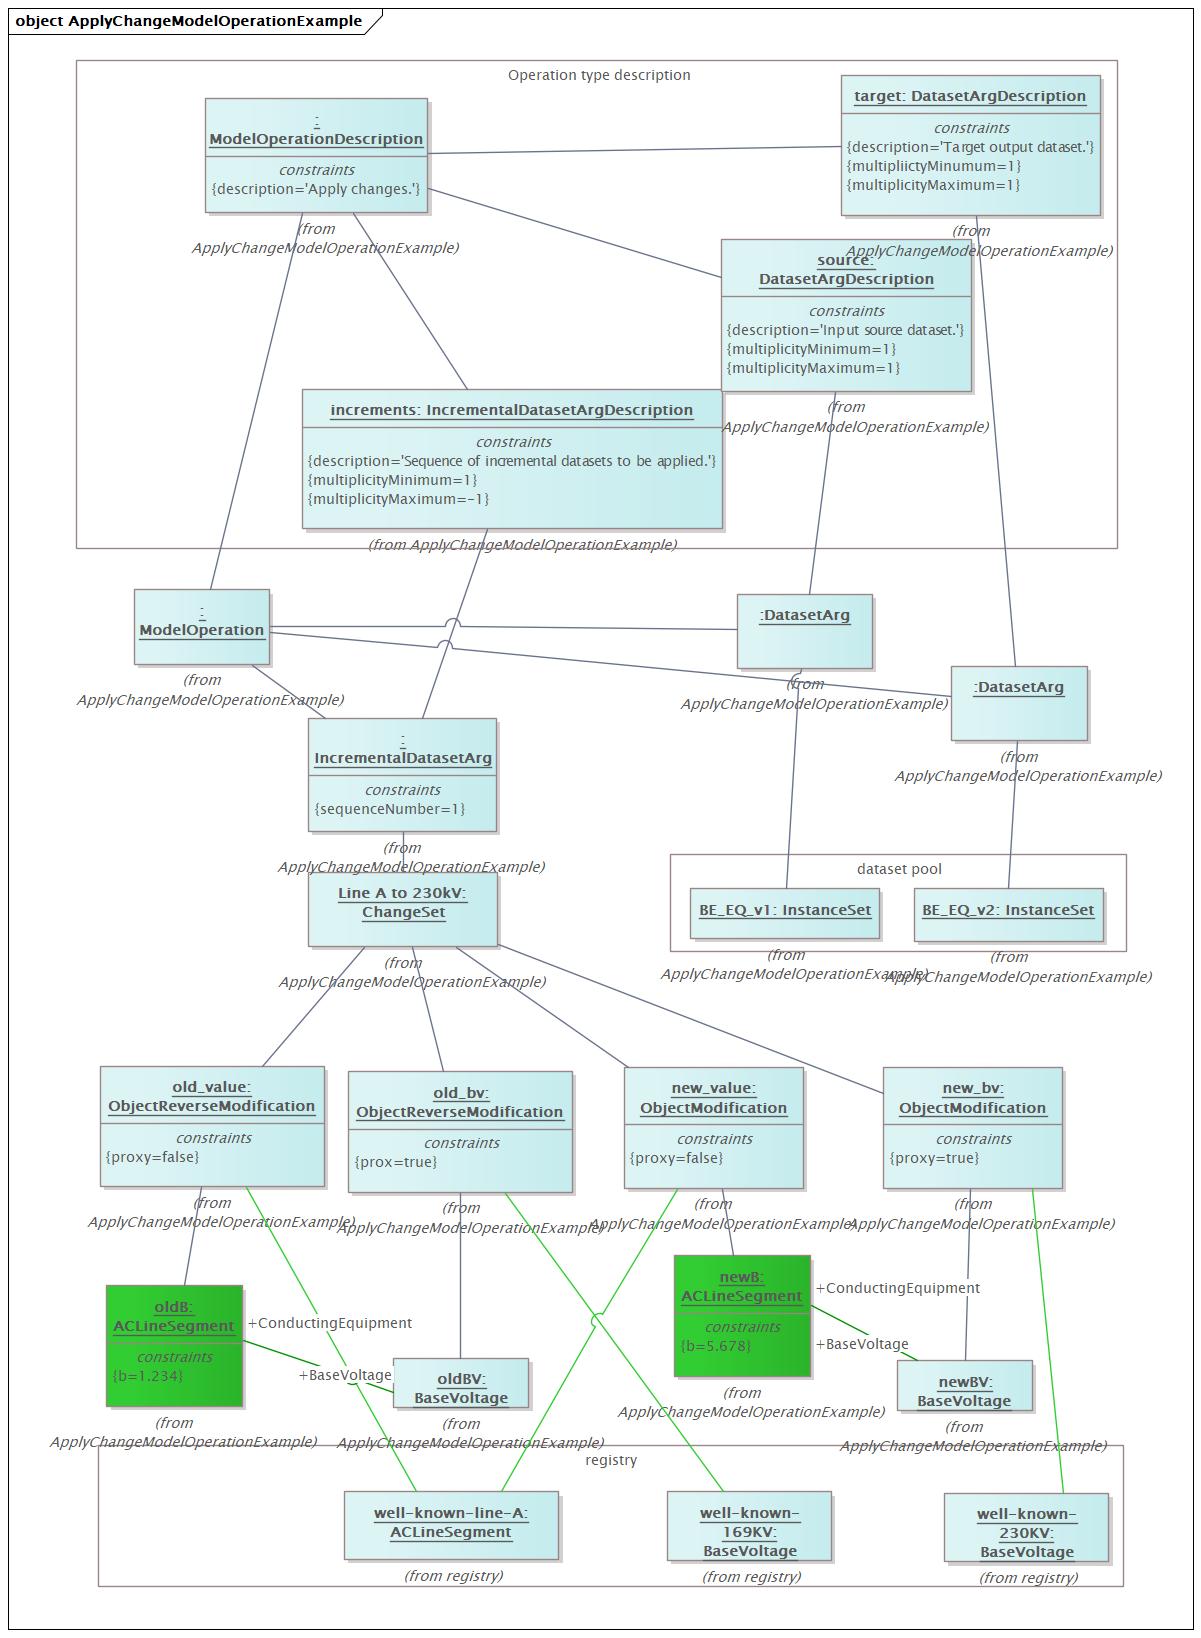 object ApplyChangeModelOperationExample
Operation type description
:
ModelOperationDescription
constraints
{description='Apply changes.'}
(from
ApplyChangeModelOperationExample)
target: DatasetArgDescription
constraints
{description='Target output dataset.'}
{multipliictyMinumum=1}
{multiplicityMaximum=1}
(from
ApplyChangeModelOperationExample)
source:
DatasetArgDescription
constraints
{description='Input source dataset.'}
{multiplicityMinimum=1}
{multiplicityMaximum=1}
(from
ApplyChangeModelOperationExample)
increments: IncrementalDatasetArgDescription
constraints
{description='Sequence of incremental datasets to be applied.'}
{multiplicityMinimum=1}
{multiplicityMaximum=-1}
(from ApplyChangeModelOperationExample)
:
ModelOperation
(from
ApplyChangeModelOperationExample)
:DatasetArg
(from
ApplyChangeModelOperationExample)
:DatasetArg
(from
ApplyChangeModelOperationExample)
:
IncrementalDatasetArg
constraints
{sequenceNumber=1}
(from
ApplyChangeModelOperationExample)
dataset pool
BE_EQ_v1: InstanceSet
(from
ApplyChangeModelOperationExample)
BE_EQ_v2: InstanceSet
(from
ApplyChangeModelOperationExample)
Line A to 230kV:
ChangeSet
(from
ApplyChangeModelOperationExample)
old_value:
ObjectReverseModification
constraints
{proxy=false}
(from
ApplyChangeModelOperationExample)
old_bv:
ObjectReverseModification
constraints
{prox=true}
(from
ApplyChangeModelOperationExample)
new_value:
ObjectModification
constraints
{proxy=false}
(from
ApplyChangeModelOperationExample)
new_bv:
ObjectModification
constraints
{proxy=true}
(from
ApplyChangeModelOperationExample)
oldB:
ACLineSegment
constraints
{b=1.234}
(from
ApplyChangeModelOperationExample)
+ConductingEquipment
+BaseVoltage
oldBV:
BaseVoltage
(from
ApplyChangeModelOperationExample)
newB:
ACLineSegment
constraints
{b=5.678}
(from
ApplyChangeModelOperationExample)
+ConductingEquipment
+BaseVoltage
newBV:
BaseVoltage
(from
ApplyChangeModelOperationExample)
registry
well-known-line-A:
ACLineSegment
(from registry)
well-known-
169KV:
BaseVoltage
(from registry)
well-known-
230KV:
BaseVoltage
(from registry)